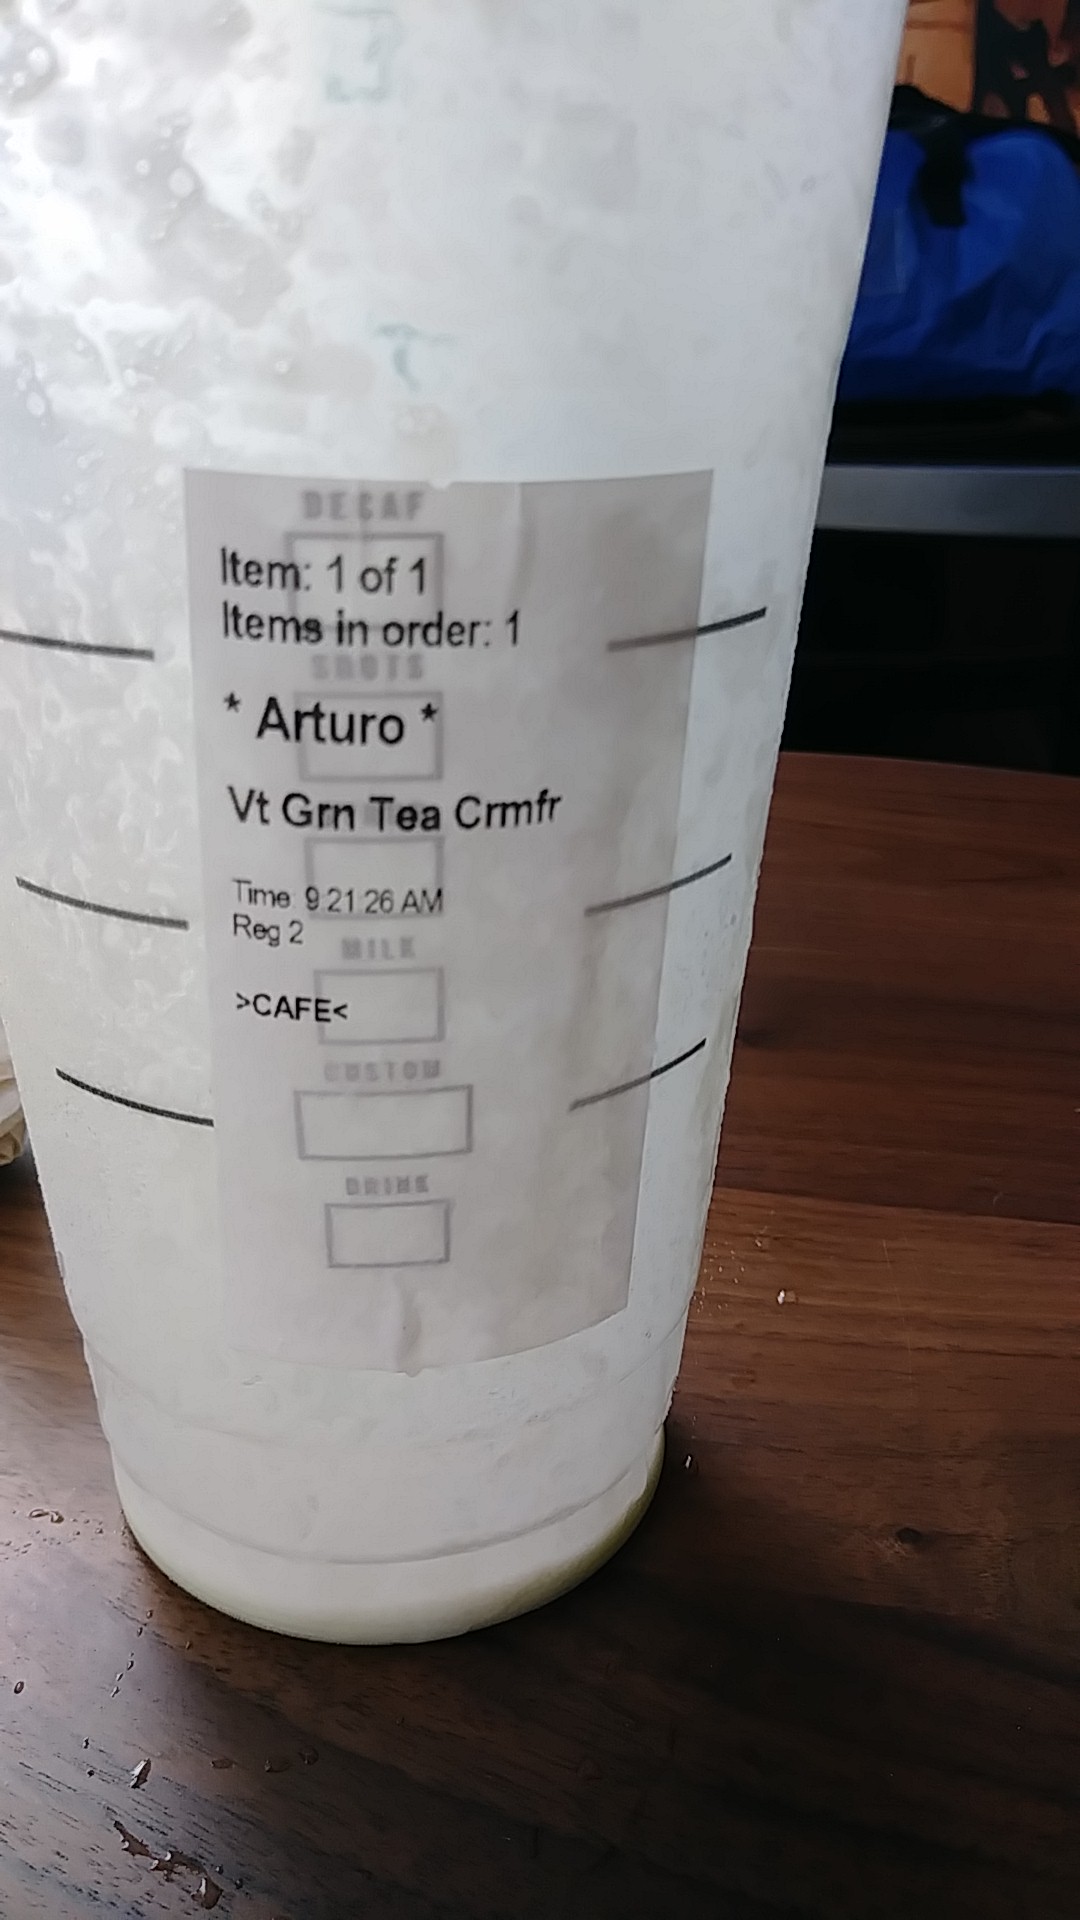 DECAF
Item: 1 of 1
Items in order: 1
SHOTS
* Arturo *
Vt Grn Tea Crmfr
Time: 9:21:26 AM
Reg 2
MILK
>CAFE<
CUSTOM
DRINK